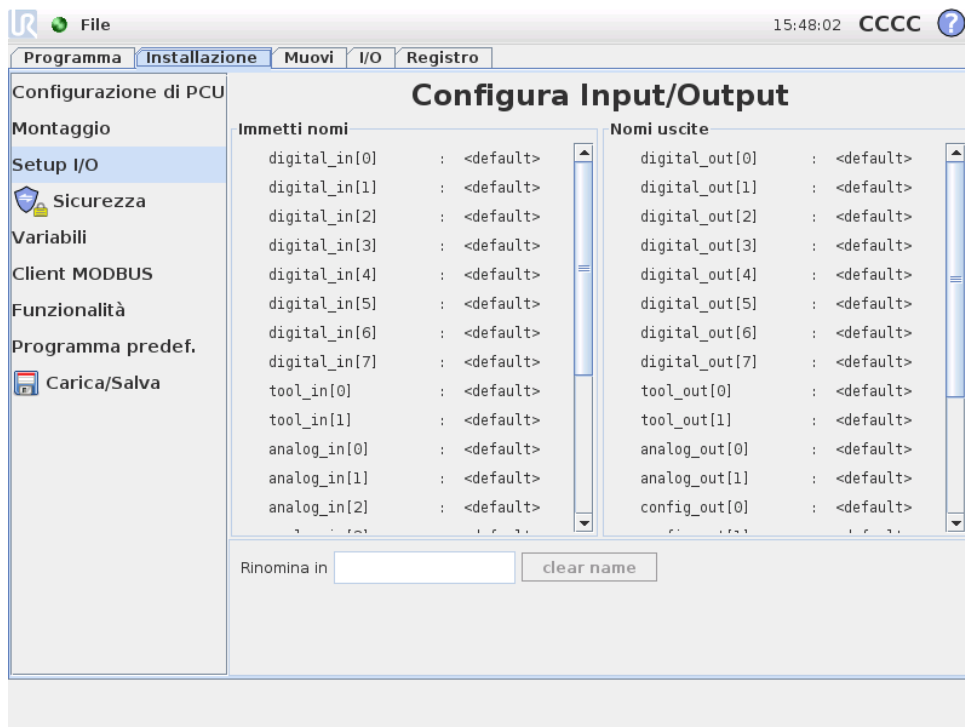 UR File 15:48:02 CCCC ?
Programma Installazione Muovi I/O Registro
Configurazione di PCU
Montaggio
Setup I/O
Sicurezza
Variabili
Client MODBUS
Funzionalità
Programma predef.
Carica/Salva
Configura Input/Output
Immetti nomi
digital_in[0] : <default>
digital_in[1] : <default>
digital_in[2] : <default>
digital_in[3] : <default>
digital_in[4] : <default>
digital_in[5] : <default>
digital_in[6] : <default>
digital_in[7] : <default>
tool_in[0] : <default>
tool_in[1] : <default>
analog_in[0] : <default>
analog_in[1] : <default>
analog_in[2] : <default>
Nomi uscite
digital_out[0] : <default>
digital_out[1] : <default>
digital_out[2] : <default>
digital_out[3] : <default>
digital_out[4] : <default>
digital_out[5] : <default>
digital_out[6] : <default>
digital_out[7] : <default>
tool_out[0] : <default>
tool_out[1] : <default>
analog_out[0] : <default>
analog_out[1] : <default>
config_out[0] : <default>
Rinomina in clear name